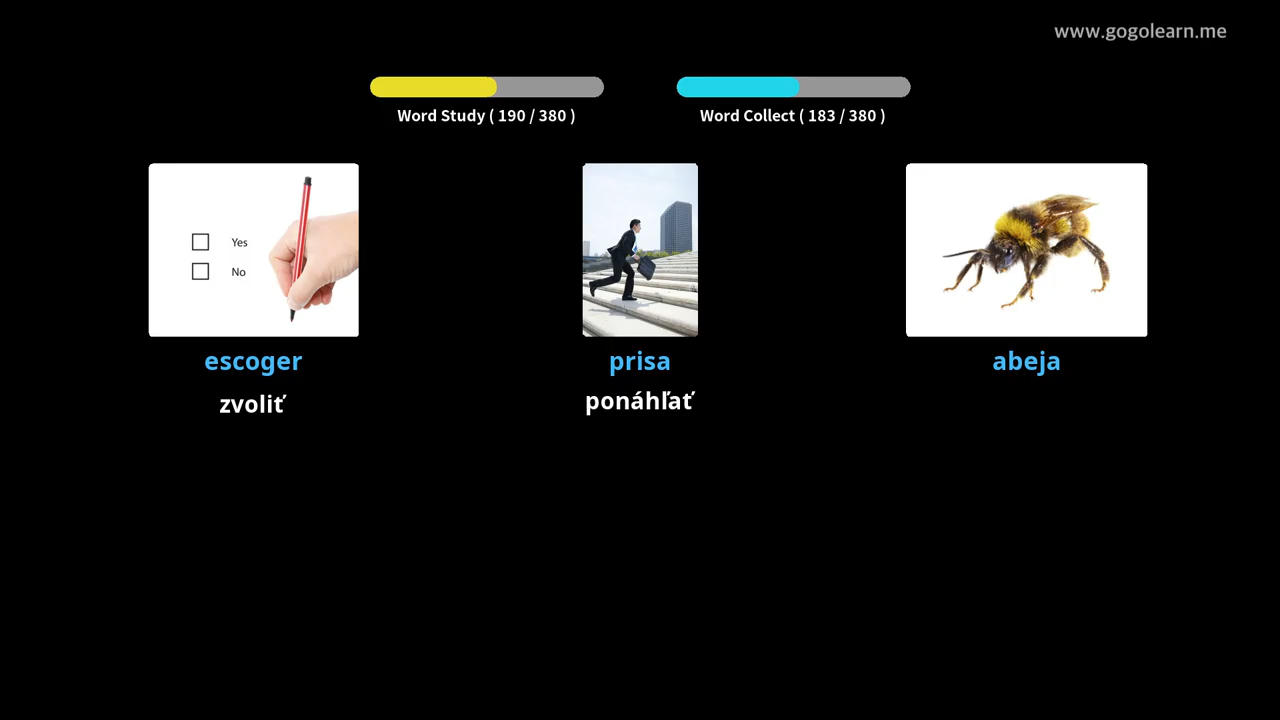 www.gogolearn.me
Word Study ( 190 / 380 )
Word Collect ( 183 / 380 )
Yes
No
escoger
prisa
abeja
zvoliť
ponáhľať